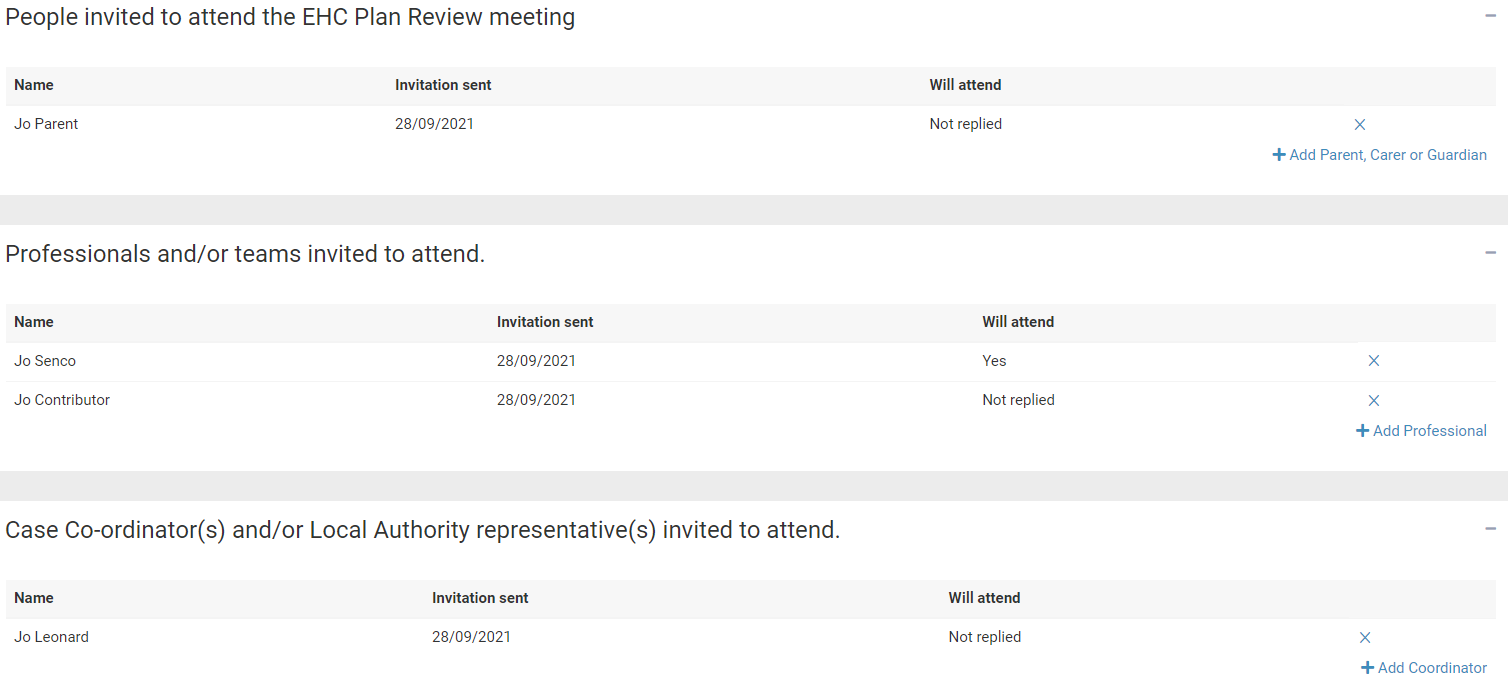 People invited to attend the EHC Plan Review meeting
Name Invitation sent Will attend
Jo Parent 28/09/2021 Not replied
Add Parent, Carer or Guardian
Professionals and/or teams invited to attend.
Name Invitation sent Will attend
Jo Senco 28/09/2021 Yes
Jo Contributor 28/09/2021 Not replied
Add Professional
Case Co-ordinator(s) and/or Local Authority representative(s) invited to attend.
Name Invitation sent Will attend
Jo Leonard 28/09/2021 Not replied
Add Coordinator